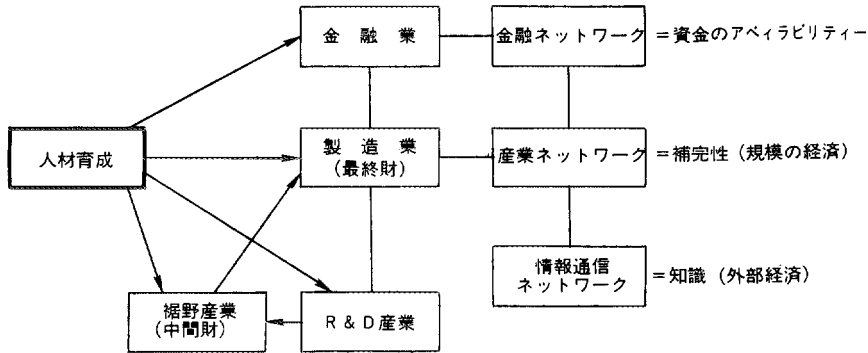 金融業
金融ネットワーク
=資金のアベィラビリティー
人材育成
製造業
(最終財)
産業ネットワーク
=補完性(規模の経済)
情報通信
ネットワーク
=知識(外部経済)
裾野産業
(中間財)
R&D産業